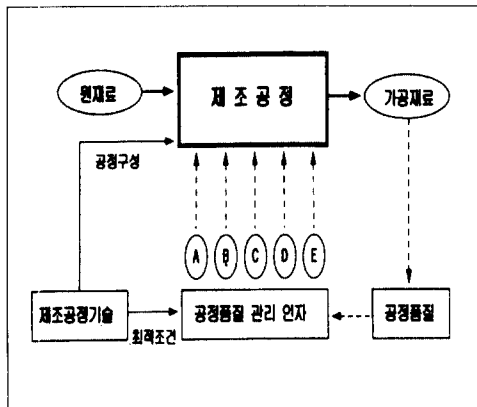 원재료
제 조 공 정
가공재료
공정구성
A B C D E
제조공정기술
최적조건
공정품질 관리 인자
공정품질